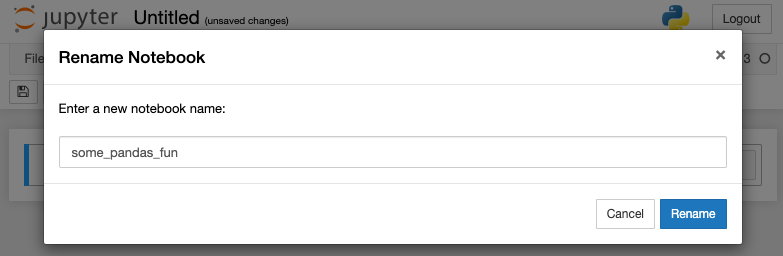 jupyter Untitled (unsaved changes) Logout
File 3
Rename Notebook ×
Enter a new notebook name:
some_pandas_fun
Cancel Rename